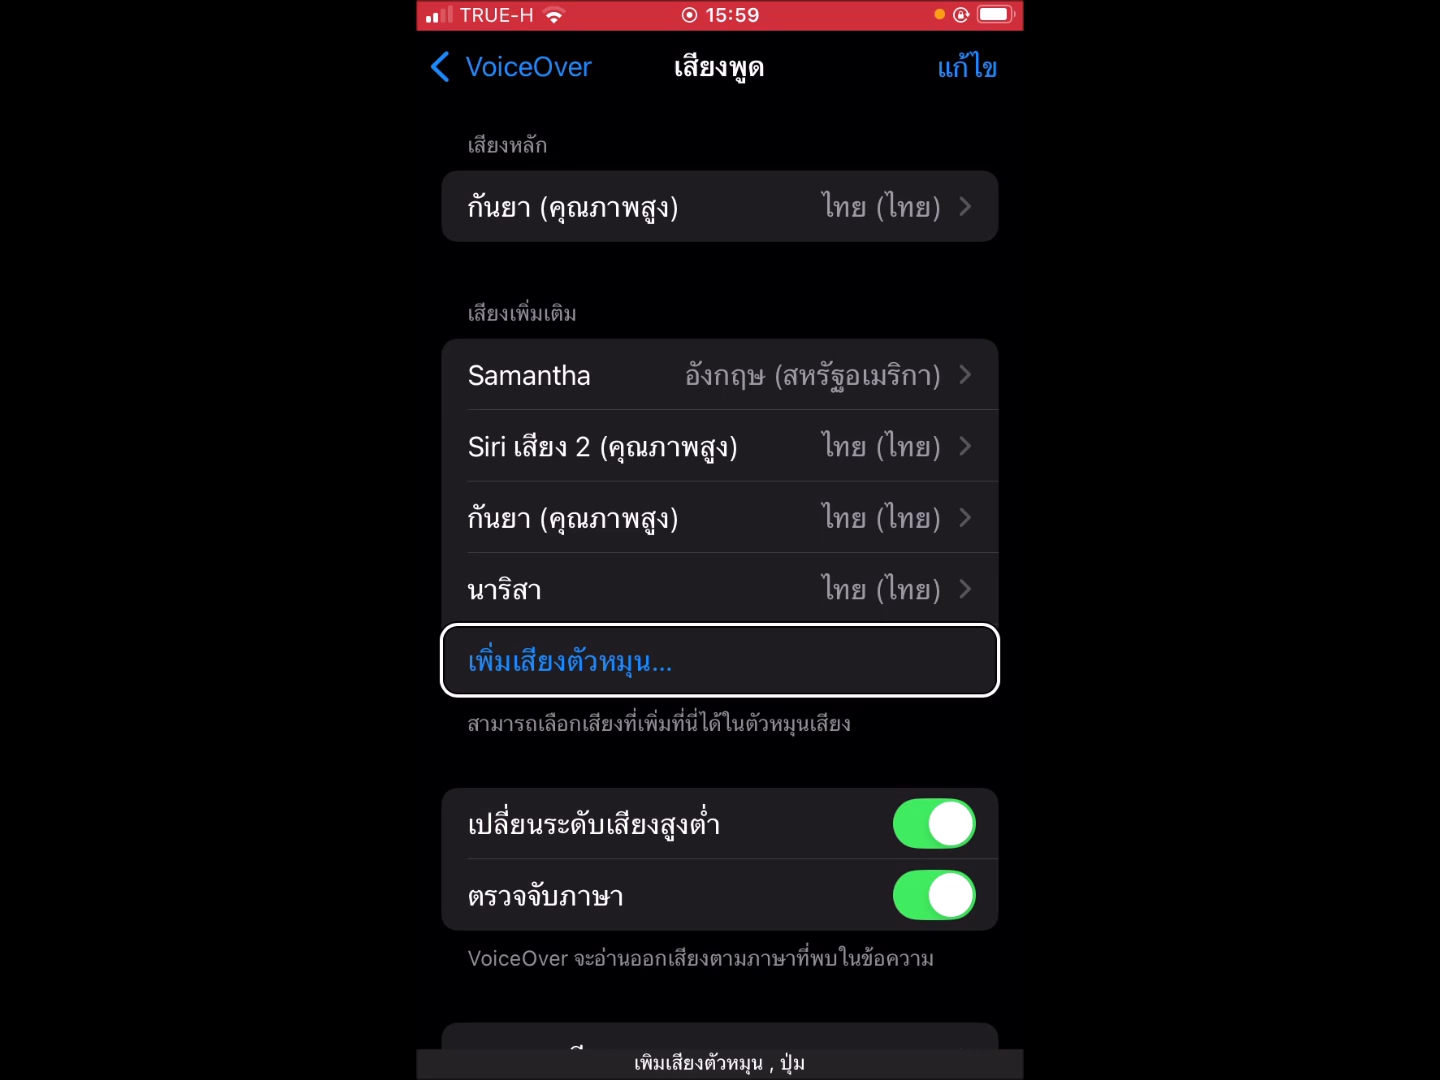 TRUE-H 15:59
VoiceOver เสียงพูด แก้ไข
เสียงหลัก
กันยา (คุณภาพสูง) ไทย (ไทย)
เสียงเพิ่มเติม
Samantha อังกฤษ (สหรัฐอเมริกา)
Siri เสียง 2 (คุณภาพสูง) ไทย (ไทย)
กันยา (คุณภาพสูง) ไทย (ไทย)
นาริสา ไทย (ไทย)
เพิ่มเสียงตัวหมุน...
สามารถเลือกเสียงที่เพิ่มที่นี่ได้ในตัวหมุนเสียง
เปลี่ยนระดับเสียงสูงต่ำ
ตรวจจับภาษา
VoiceOver จะอ่านออกเสียงตามภาษาที่พบในข้อความ
เพิ่มเสียงตัวหมุน , ปุ่ม